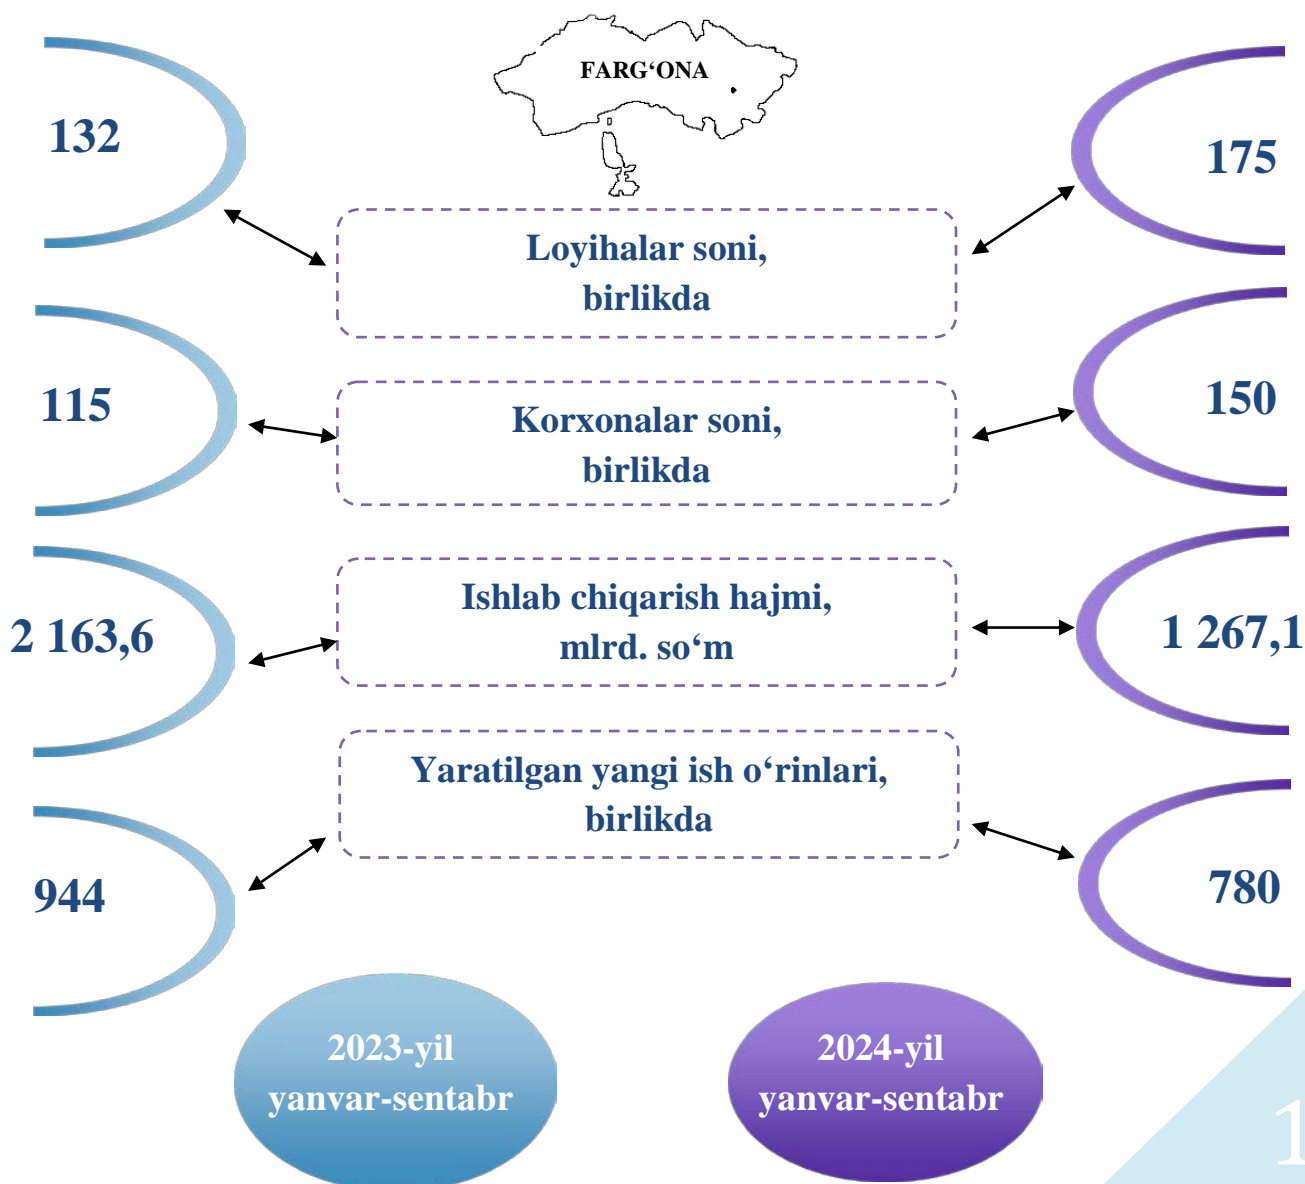 FARG‘ONA
132
175
Loyihalar soni,
birlikda
115
150
Korxonalar soni,
birlikda
2 163,6
1 267,1
Ishlab chiqarish hajmi,
mlrd. so‘m
Yaratilgan yangi ish o‘rinlari,
birlikda
944
780
2023-yil
yanvar-sentabr
2024-yil
yanvar-sentabr
1